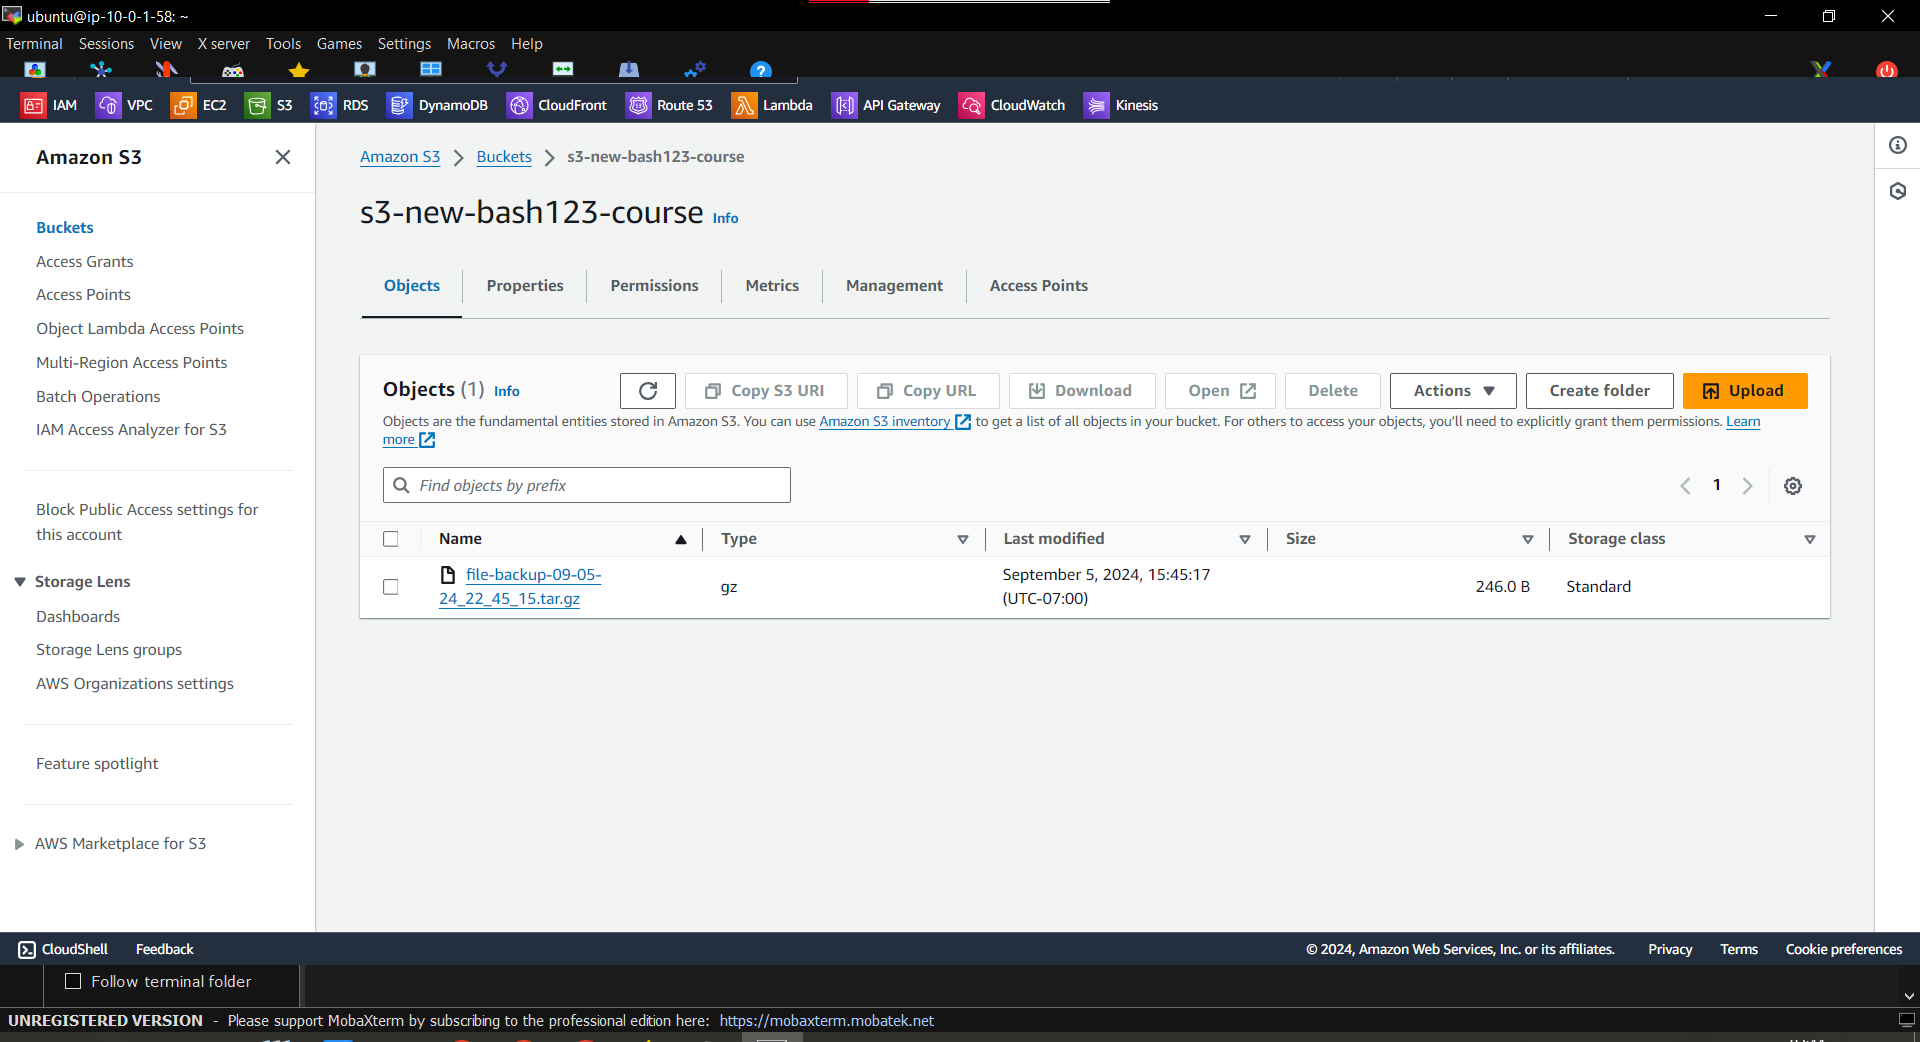 ubuntu@ip-10-0-1-58: ~
Terminal Sessions View X server Tools Games Settings Macros Help
IAM VPC EC2 S3 RDS DynamoDB CloudFront Route 53 Lambda API Gateway CloudWatch Kinesis
Amazon S3
Buckets
Access Grants
Access Points
Object Lambda Access Points
Multi-Region Access Points
Batch Operations
IAM Access Analyzer for S3
Block Public Access settings for
this account
Storage Lens
Dashboards
Storage Lens groups
AWS Organizations settings
Feature spotlight
AWS Marketplace for S3
Amazon S3 > Buckets > s3-new-bash123-course
s3-new-bash123-course Info
Objects Properties Permissions Metrics Management Access Points
Objects (1) Info Copy S3 URI Copy URL Download Open Delete Actions Create folder Upload
Objects are the fundamental entities stored in Amazon S3. You can use Amazon S3 inventory to get a list of all objects in your bucket. For others to access your objects, you'll need to explicitly grant them permissions. Learn
more
Find objects by prefix
1
Name Type Last modified Size Storage class
file-backup-09-05-
24_22_45_15.tar.gz
gz
September 5, 2024, 15:45:17
(UTC-07:00)
246.0 B
Standard
CloudShell Feedback © 2024, Amazon Web Services, Inc. or its affiliates. Privacy Terms Cookie preferences
Follow terminal folder
UNREGISTERED VERSION - Please support MobaXterm by subscribing to the professional edition here: https://mobaxterm.mobatek.net